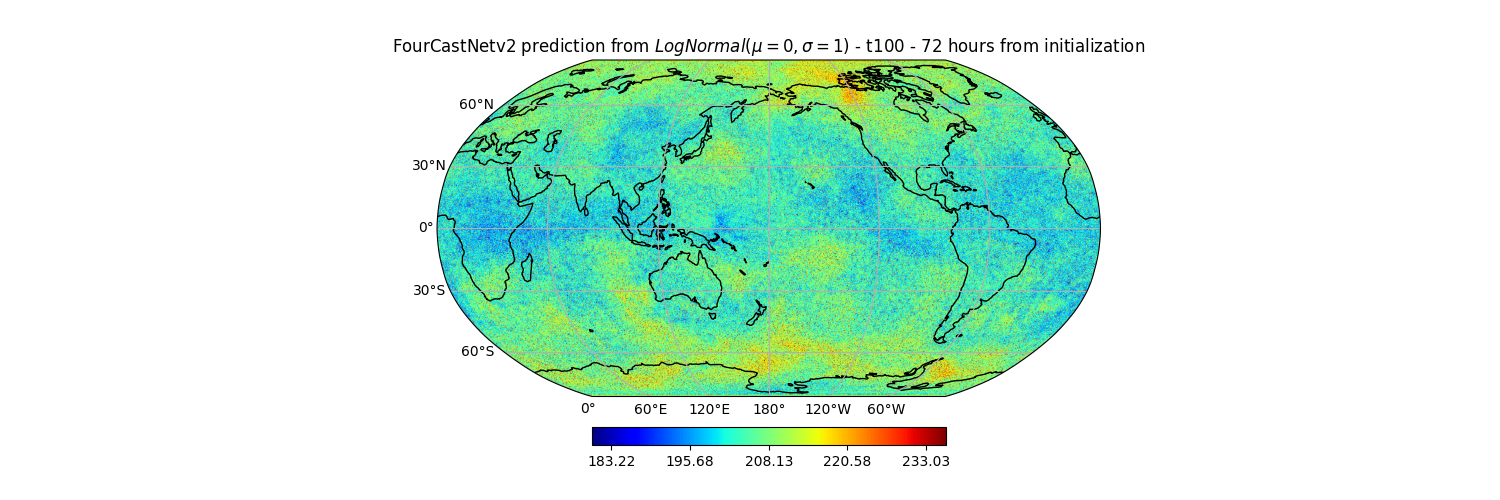 FourCastNetv2 prediction from LogNormal(μ = 0, σ = 1) - t100 - 72 hours from initialization
60°N
30°N
0°
30°S
60°S
0° 60°E 120°E 180° 120°W 60°W
183.22 195.68 208.13 220.58 233.03